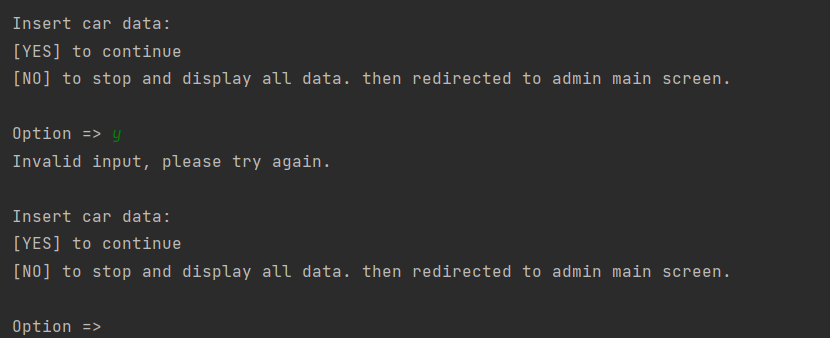 Insert car data:
[YES] to continue
[NO] to stop and display all data. then redirected to admin main screen.
Option => y
Invalid input, please try again.
Insert car data:
[YES] to continue
[NO] to stop and display all data. then redirected to admin main screen.
Option =>